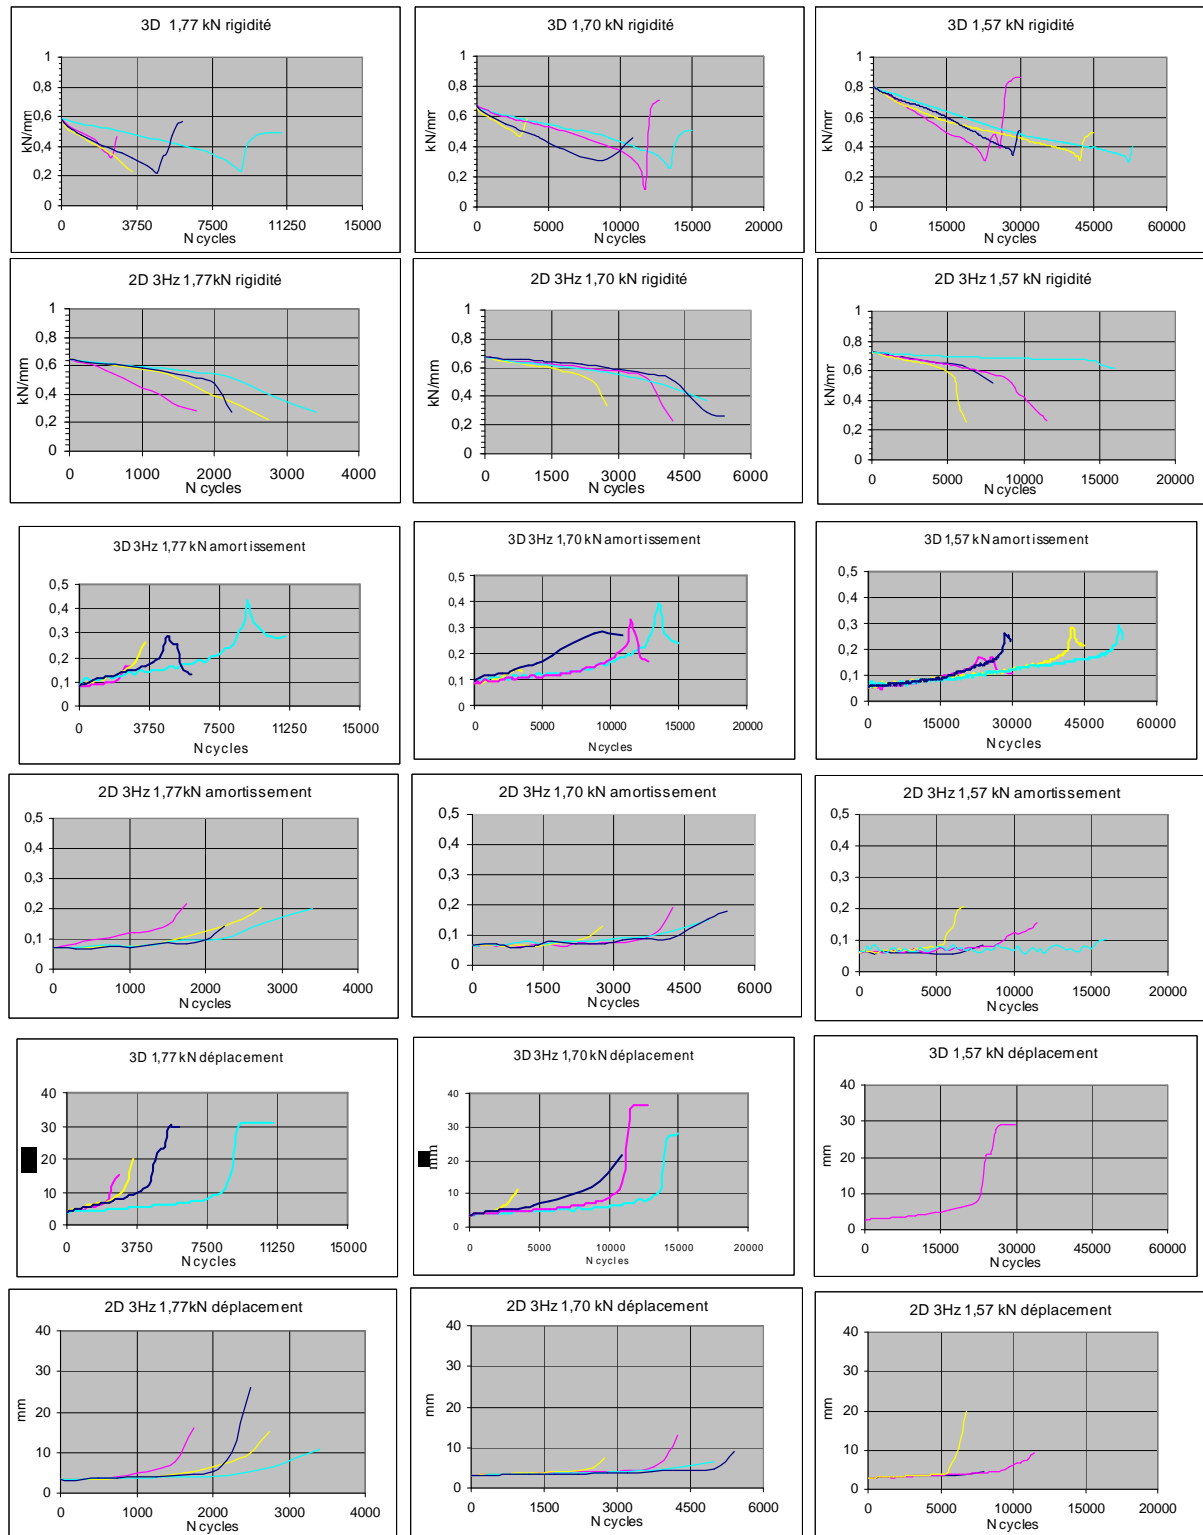 3D 1,77 kN rigidité
1
0,8
0,6
0,4
0,2
0
kN/mm
0 3750 7500 11250 15000
N cycles
3D 1,70 kN rigidité
1
0,8
0,6
0,4
0,2
0
kN/mm
0 5000 10000 15000 20000
N cycles
3D 1,57 kN rigidité
1
0,8
0,6
0,4
0,2
0
kN/mm
0 10000 20000 30000 40000 50000 60000
N cycles
2D 3Hz 1,77kN rigidité
1
0,8
0,6
0,4
0,2
0
kN/mm
0 1000 2000 3000 4000
N cycles
2D 3Hz 1,70 kN rigidité
1
0,8
0,6
0,4
0,2
0
kN/mm
0 1500 3000 4500 6000
N cycles
2D 3Hz 1,57 kN rigidité
1
0,8
0,6
0,4
0,2
0
kN/mm
0 5000 10000 15000 20000
N cycles
3D 3Hz 1,77 kN amortissement
0,5
0,4
0,3
0,2
0,1
0
0 3750 7500 11250 15000
N cycles
3D 3Hz 1,70 kN amortissement
0,5
0,4
0,3
0,2
0,1
0
0 5000 10000 15000 20000
N cycles
3D 1,57 kN amortissement
0,5
0,4
0,3
0,2
0,1
0
0 15000 30000 45000 60000
N cycles
2D 3Hz 1,77kN amortissement
0,5
0,4
0,3
0,2
0,1
0
0 1000 2000 3000 4000
N cycles
2D 3Hz 1,70 kN amortissement
0,5
0,4
0,3
0,2
0,1
0
0 1500 3000 4500 6000
N cycles
2D 3Hz 1,57 kN amortissement
0,5
0,4
0,3
0,2
0,1
0
0 5000 10000 15000 20000
N cycles
3D 1,77 kN déplacement
40
30
20
10
0
0 3750 7500 11250 15000
N cycles
3D 3Hz 1,70 kN déplacement
40
30
20
10
0
mm
0 5000 10000 15000 20000
N cycles
3D 1,57 kN déplacement
40
30
20
10
0
mm
0 15000 30000 45000 60000
N cycles
2D 3Hz 1,77kN déplacement
40
30
20
10
0
mm
0 1000 2000 3000 4000
N cycles
2D 3Hz 1,70 kN déplacement
40
30
20
10
0
mm
0 1500 3000 4500 6000
N cycles
2D 3Hz 1,57 kN déplacement
40
30
20
10
0
mm
0 5000 10000 15000 20000
N cycles